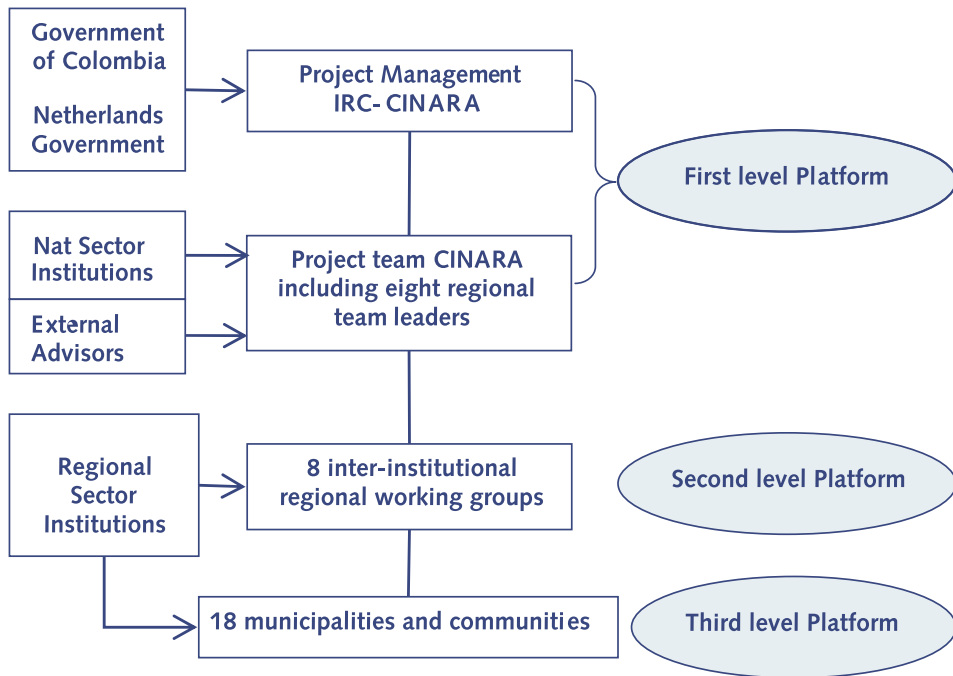 Government
of Colombia
Netherlands
Government
Project Management
IRC- CINARA
First level Platform
Nat Sector
Institutions
External
Advisors
Project team CINARA
including eight regional
team leaders
Regional
Sector
Institutions
8 inter-institutional
regional working groups
Second level Platform
18 municipalities and communities
Third level Platform